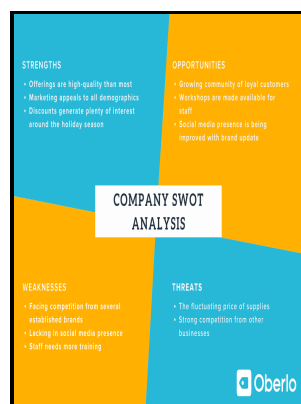 STRENGTHS
• Offerings are high-quality than most
• Marketing appeals to all demographics
• Discounts generate plenty of interest
around the holiday season
OPPORTUNITIES
• Growing community of loyal customers
• Workshops are made available for
staff
• Social media presence is being
improved with brand update
COMPANY SWOT
ANALYSIS
WEAKNESSES
• Facing competition from several
established brands
• Lacking in social media presence
• Staff needs more training
THREATS
• The fluctuating price of supplies
• Strong competition from other
businesses
Oberlo